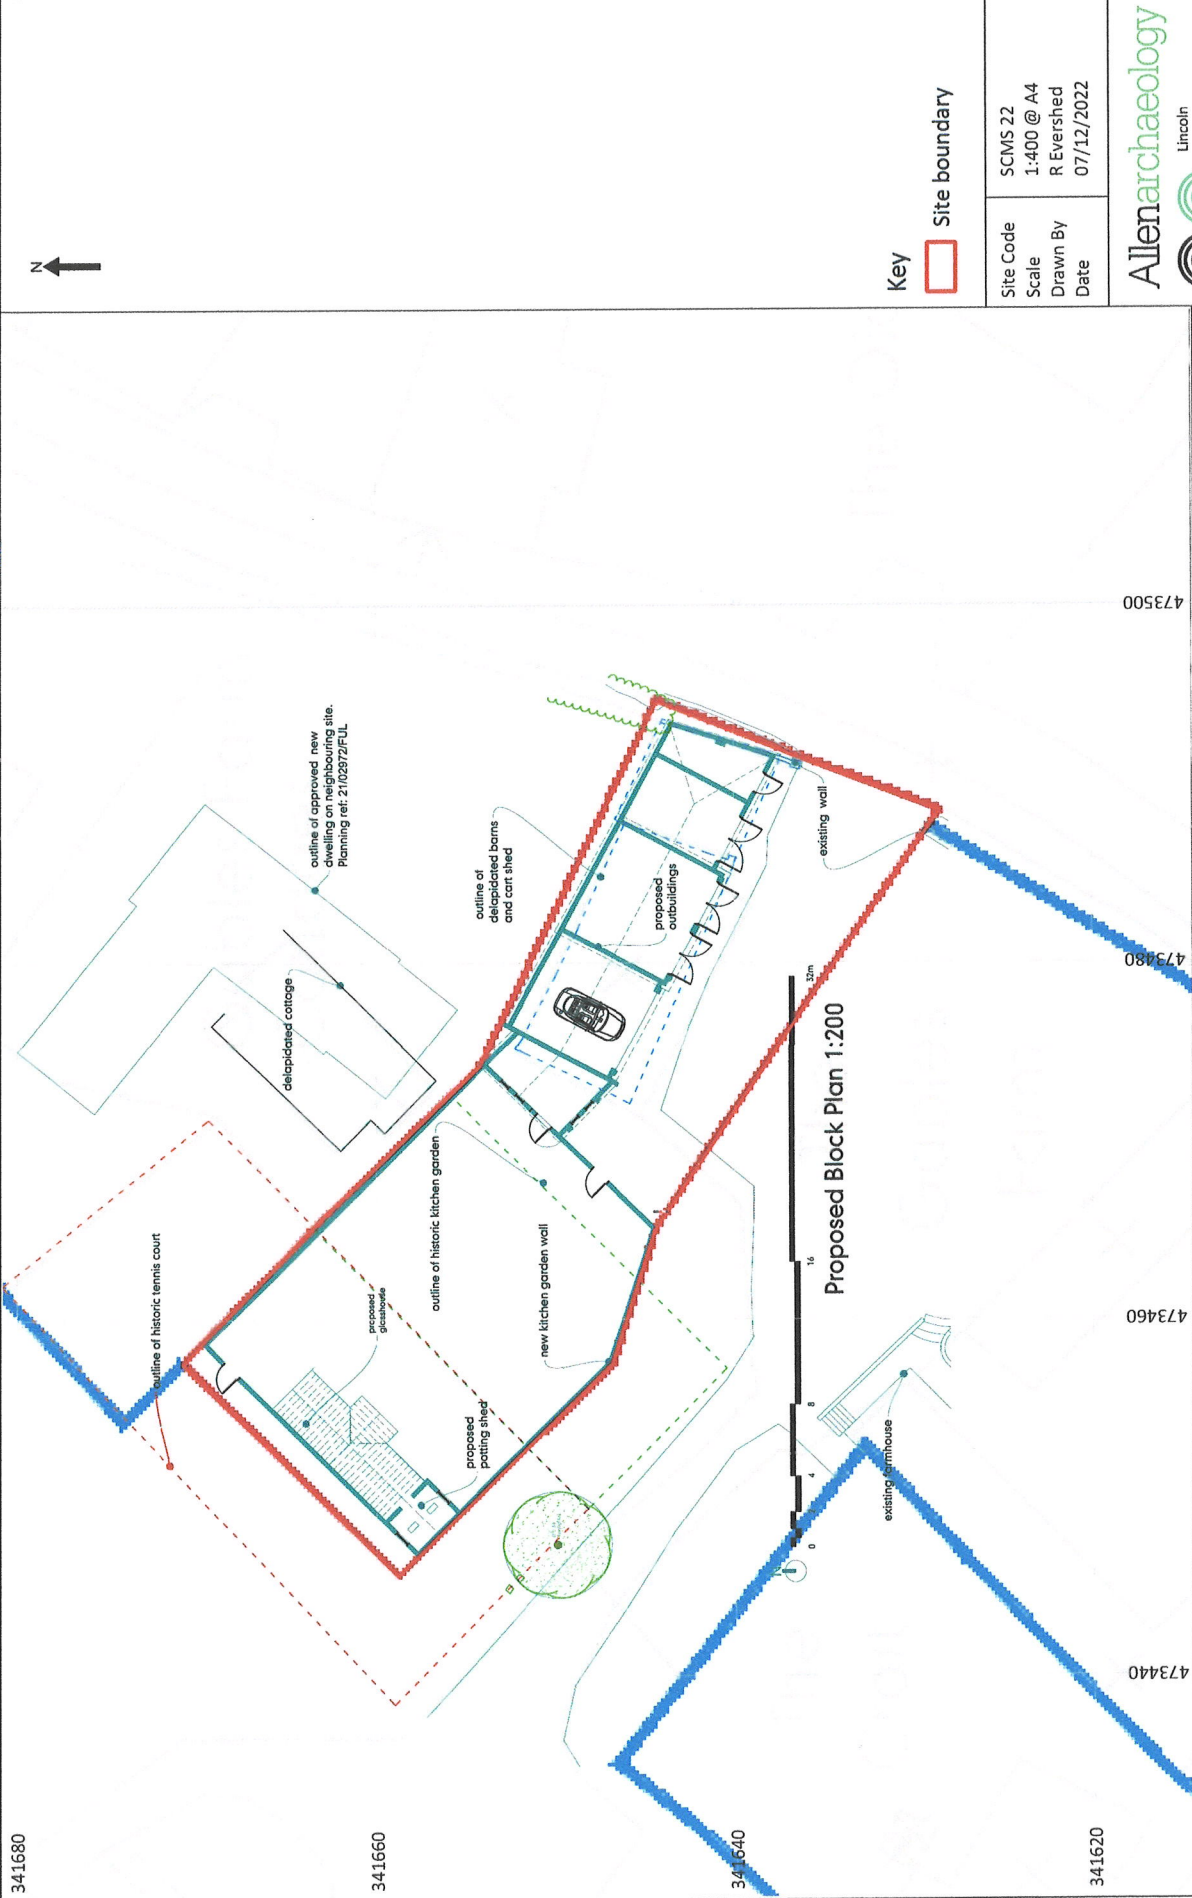 341680
341660
341640
341620
473440
473460
473480
473500
outline of historic tennis court
proposed
glasshouse
proposed
potting shed
outline of historic kitchen garden
new kitchen garden wall
delapidated cottage
outline of approved new
dwelling on neighbouring site.
Planning ref: 21/02972/FUL
outline of
delapidated barns
and cart shed
proposed
outbuildings
existing wall
existing farmhouse
0
4
8
16
32m
Proposed Block Plan 1:200
N
Key
Site boundary
Site Code SCMS 22
Scale 1:400 @ A4
Drawn By R Evershed
Date 07/12/2022
Allenarchaeology
Lincoln